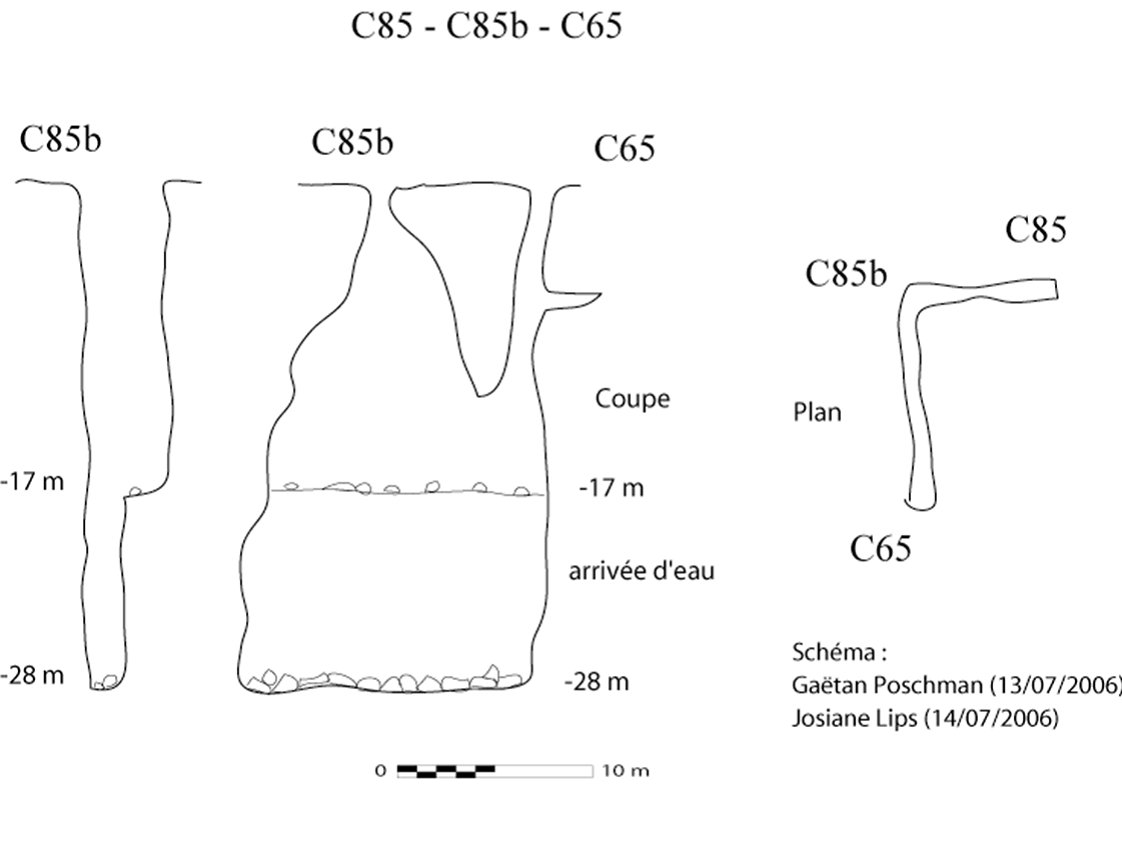 C85 - C85b - C65
C85b
C85b
C65
C85
C85b
Coupe
Plan
-17 m
-17 m
C65
arrivée d'eau
-28 m
-28 m
Schéma :
Gaëtan Poschman (13/07/2006)
Josiane Lips (14/07/2006)
0 10 m